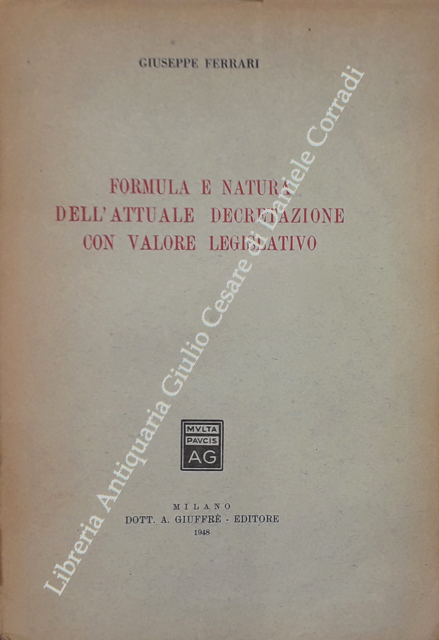 GIUSEPPE FERRARI
FORMULA E NATURA
DELL'ATTUALE DECRETAZIONE
CON VALORE LEGISLATIVO
MVLTA
PAVCIS
AG
MILANO
DOTT. A. GIUFFRÈ - EDITORE
1948
Libreria Antiquaria Giulio Cesare di Daniele Corradi